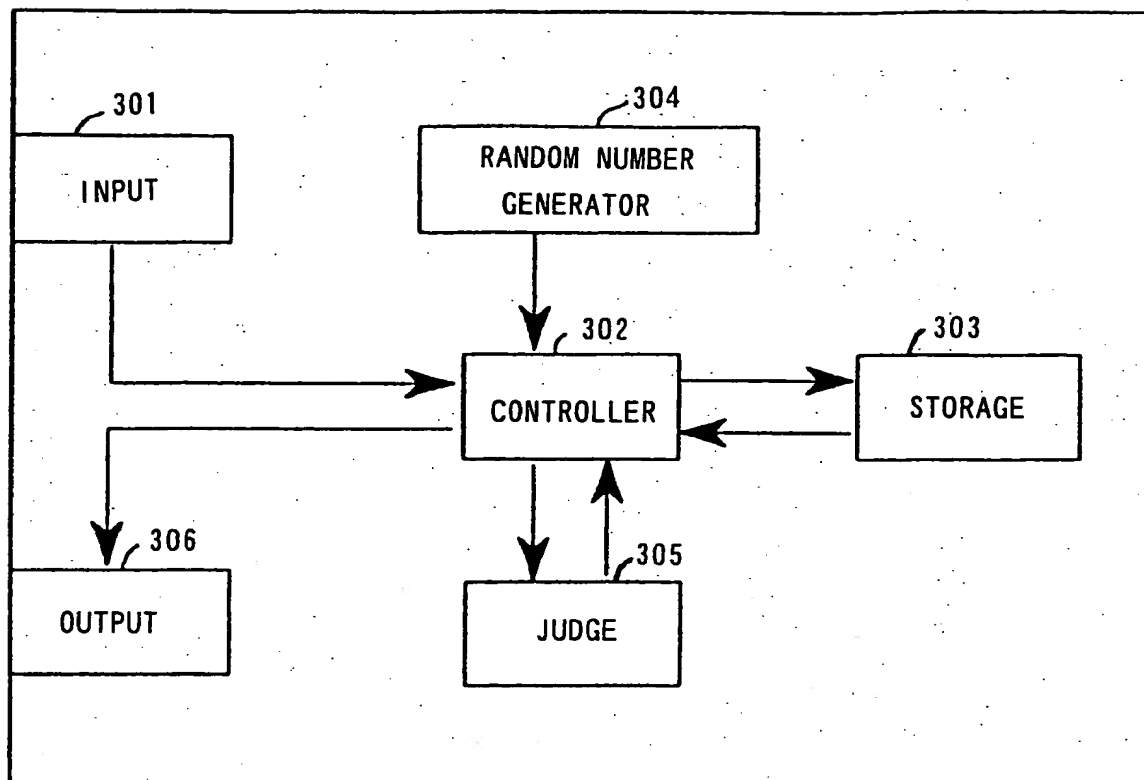 301
INPUT
304
RANDOM NUMBER
GENERATOR
302
CONTROLLER
303
STORAGE
306
OUTPUT
305
JUDGE